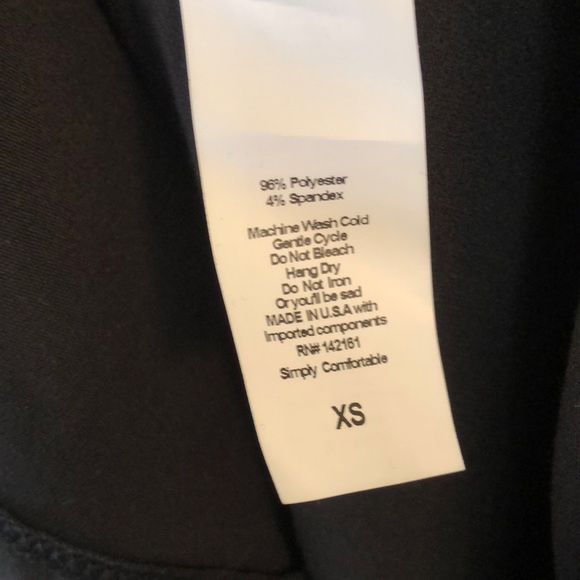 96% Polyester
4% Spandex
Machine Wash Cold
Gentle Cycle
Do Not Bleach
Hang Dry
Do Not Iron
Or you'll be sad
MADE IN U.S.A with
Imported components
RN# 142161
Simply Comfortable
XS